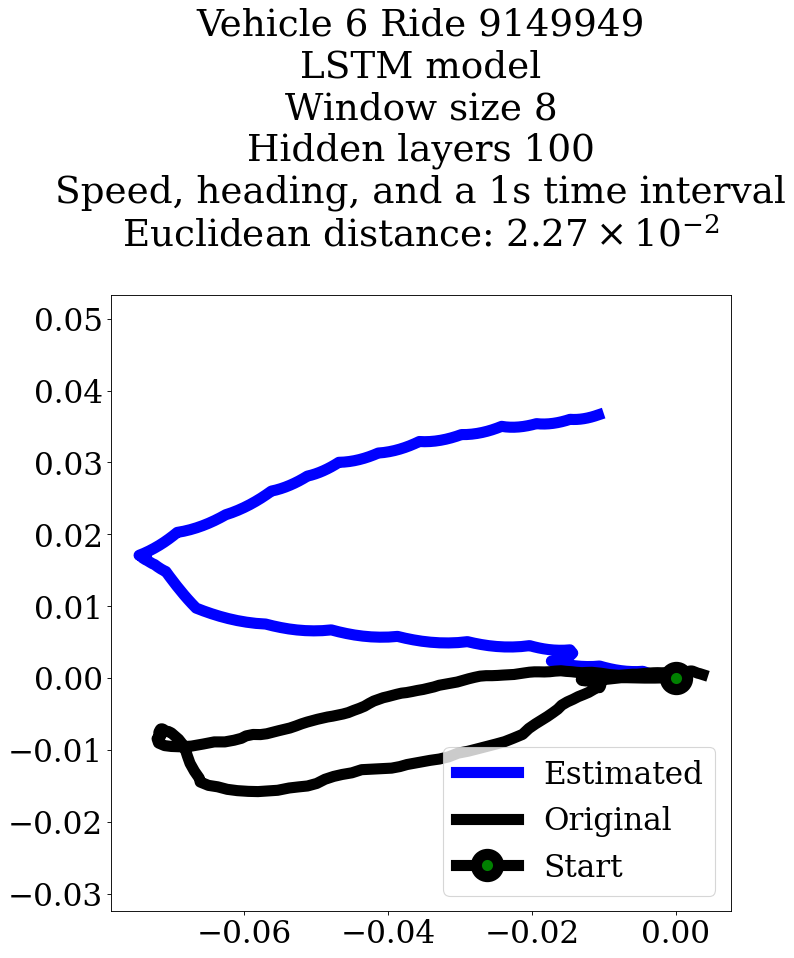 Vehicle 6 Ride 9149949
LSTM model
Window size 8
Hidden layers 100
Speed, heading, and a 1s time interval
Euclidean distance: 2.27 × 10⁻²
0.05
0.04
0.03
0.02
0.01
0.00
−0.01
−0.02
−0.03
Estimated
Original
Start
−0.06 −0.04 −0.02 0.00